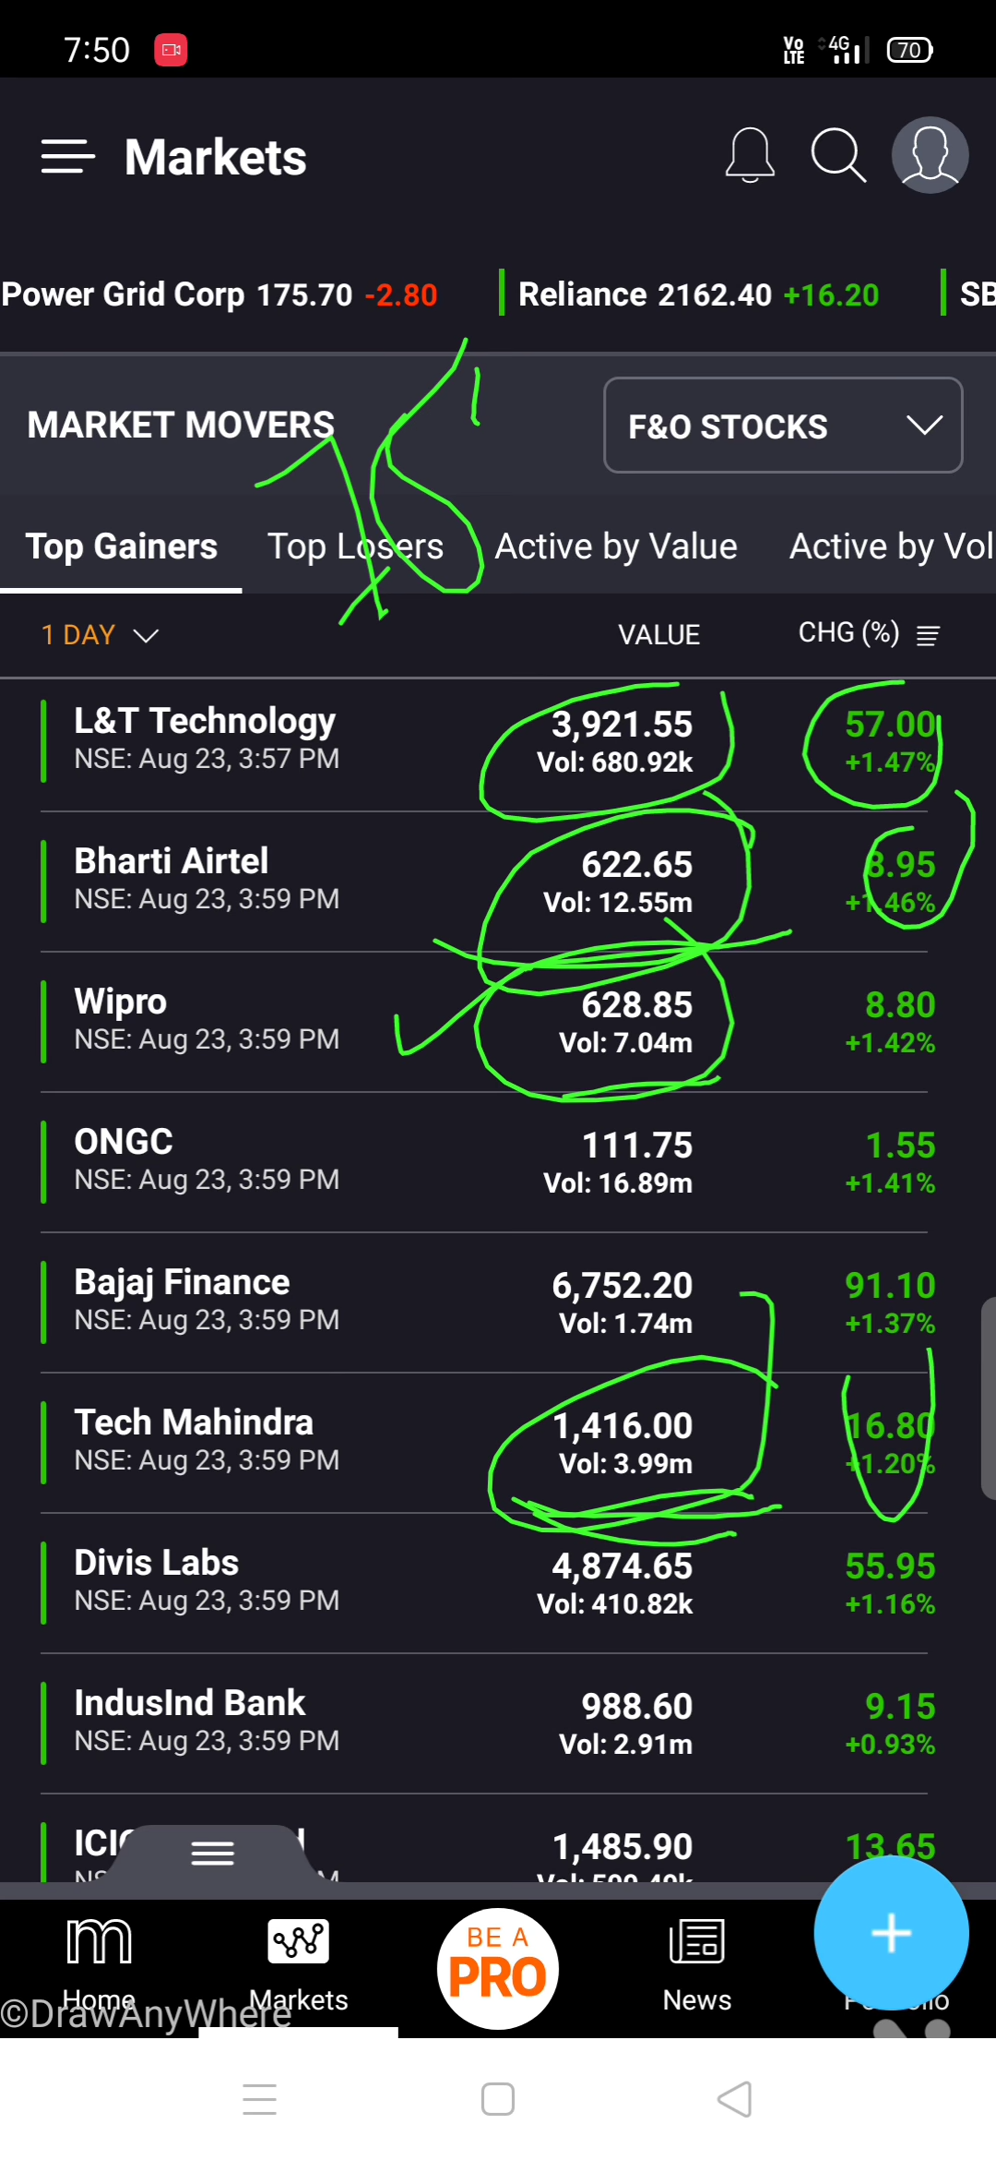 7:50 Vo LTE 4G 70
Markets
Power Grid Corp 175.70 -2.80 Reliance 2162.40 +16.20 SB
MARKET MOVERS F&O STOCKS
Top Gainers Top Losers Active by Value Active by Vol
1 DAY VALUE CHG (%)
L&T Technology 3,921.55 57.00
NSE: Aug 23, 3:57 PM Vol: 680.92k +1.47%
Bharti Airtel 622.65 8.95
NSE: Aug 23, 3:59 PM Vol: 12.55m +1.46%
Wipro 628.85 8.80
NSE: Aug 23, 3:59 PM Vol: 7.04m +1.42%
ONGC 111.75 1.55
NSE: Aug 23, 3:59 PM Vol: 16.89m +1.41%
Bajaj Finance 6,752.20 91.10
NSE: Aug 23, 3:59 PM Vol: 1.74m +1.37%
Tech Mahindra 1,416.00 16.80
NSE: Aug 23, 3:59 PM Vol: 3.99m +1.20%
Divis Labs 4,874.65 55.95
NSE: Aug 23, 3:59 PM Vol: 410.82k +1.16%
IndusInd Bank 988.60 9.15
NSE: Aug 23, 3:59 PM Vol: 2.91m +0.93%
1,485.90 13.65
BE A
PRO
Home Markets News
©DrawAnyWhere